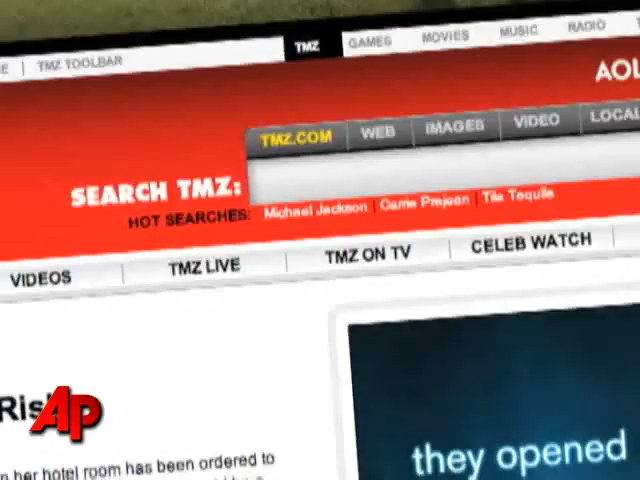 TMZ GAMES MOVIES MUSIC RADIO
E | TMZ TOOLBAR
AOL
TMZ.COM WEB IMAGES VIDEO LOCAL
SEARCH TMZ:
HOT SEARCHES: Michael Jackson | Carrie Prejean | Tila Tequila
VIDEOS TMZ LIVE TMZ ON TV CELEB WATCH
Ris
AP
n her hotel room has been ordered to
they opened